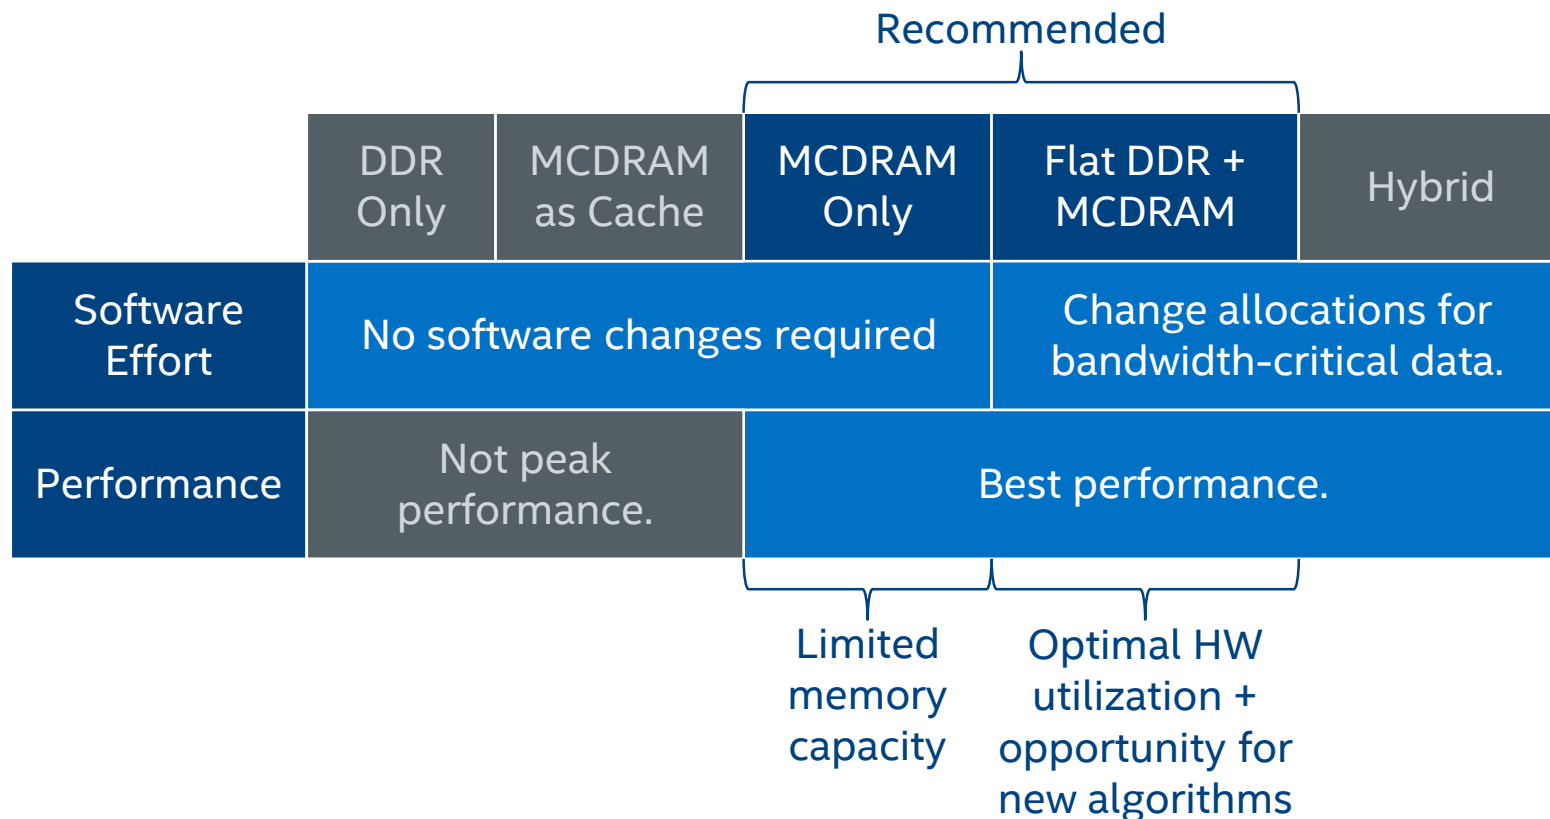 Recommended
DDR
Only
MCDRAM
as Cache
MCDRAM
Only
Flat DDR +
MCDRAM
Hybrid
Software
Effort
No software changes required
Change allocations for
bandwidth-critical data.
Performance
Not peak
performance.
Best performance.
Limited
memory
capacity
Optimal HW
utilization +
opportunity for
new algorithms